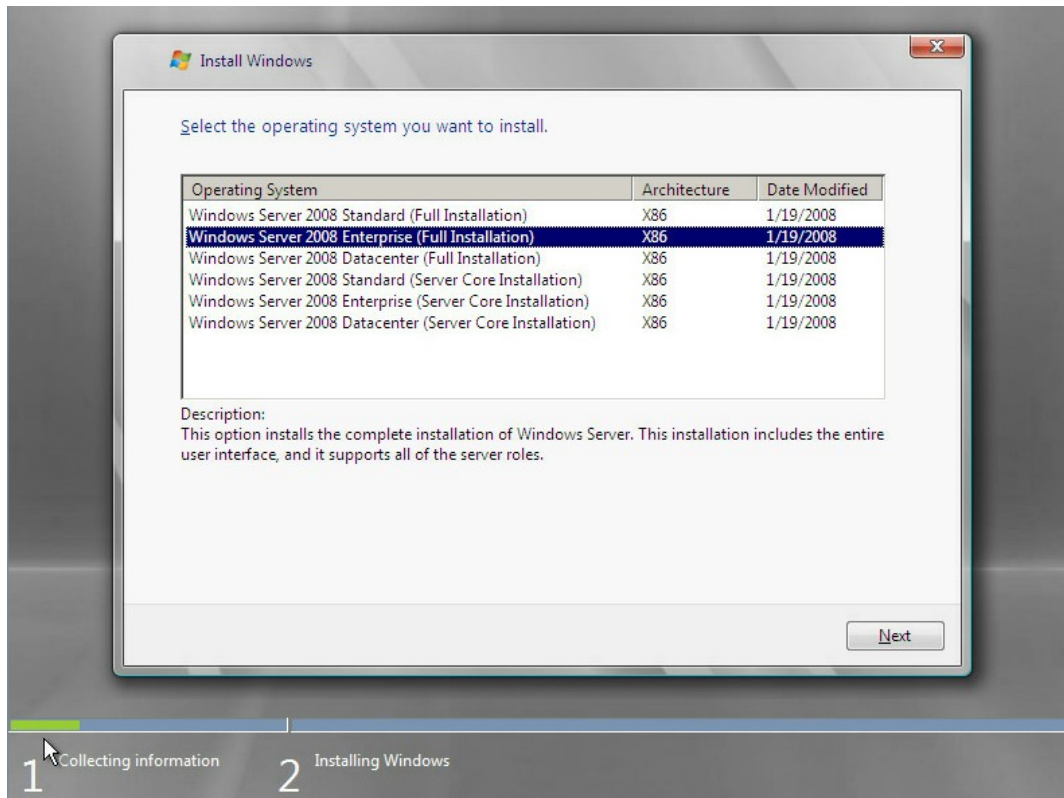 Install Windows
Select the operating system you want to install.
Operating System Architecture Date Modified
Windows Server 2008 Standard (Full Installation) X86 1/19/2008
Windows Server 2008 Enterprise (Full Installation) X86 1/19/2008
Windows Server 2008 Datacenter (Full Installation) X86 1/19/2008
Windows Server 2008 Standard (Server Core Installation) X86 1/19/2008
Windows Server 2008 Enterprise (Server Core Installation) X86 1/19/2008
Windows Server 2008 Datacenter (Server Core Installation) X86 1/19/2008
Description:
This option installs the complete installation of Windows Server. This installation includes the entire
user interface, and it supports all of the server roles.
Next
1 Collecting information 2 Installing Windows